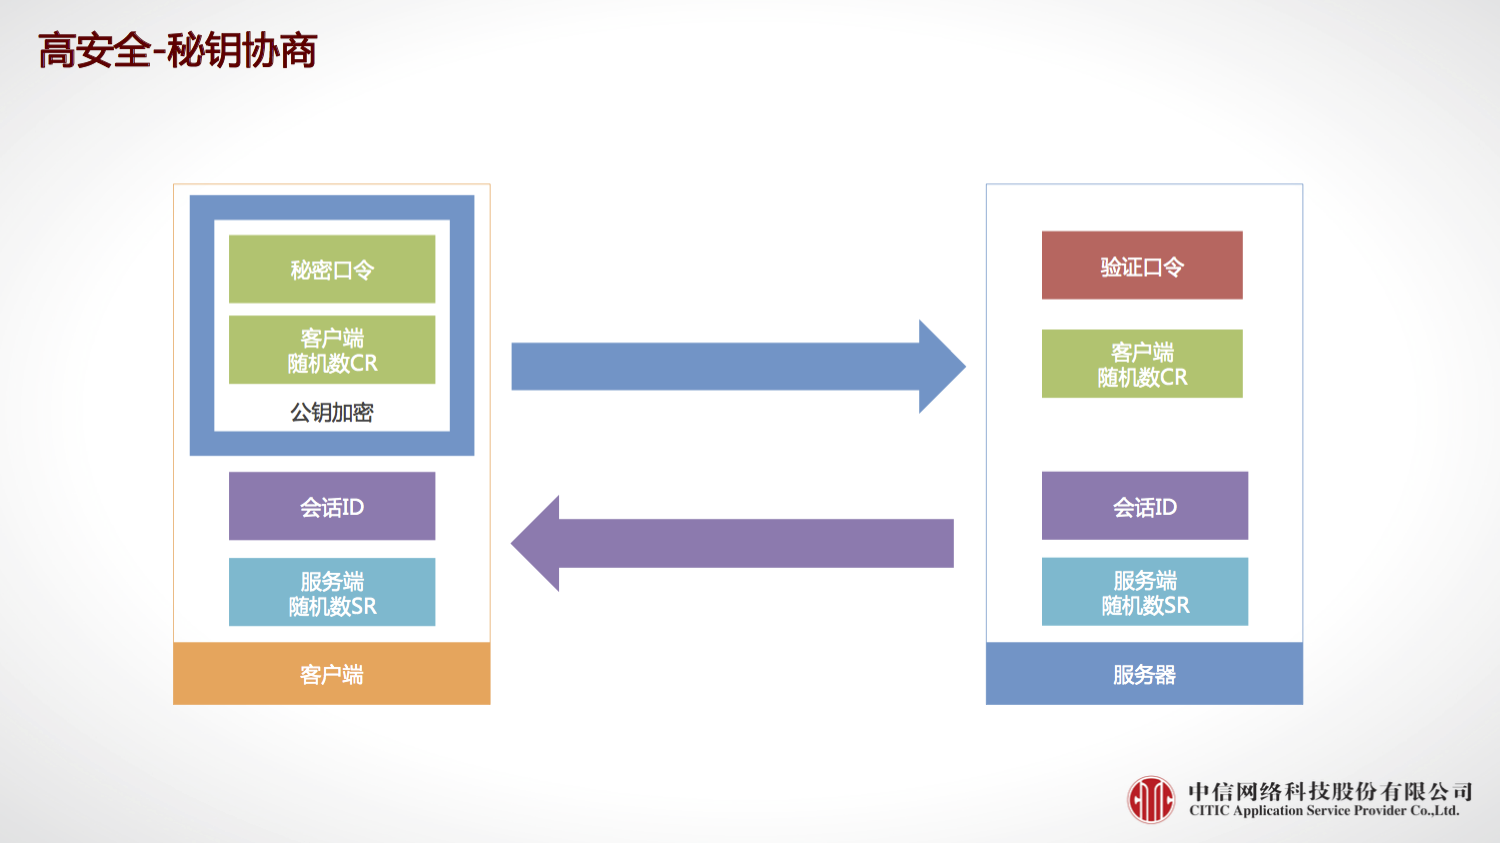 高安全-秘钥协商
秘密口令
客户端
随机数CR
公钥加密
会话ID
服务端
随机数SR
客户端
验证口令
客户端
随机数CR
会话ID
服务端
随机数SR
服务器
中信网络科技股份有限公司
CITIC Application Service Provider Co.,Ltd.